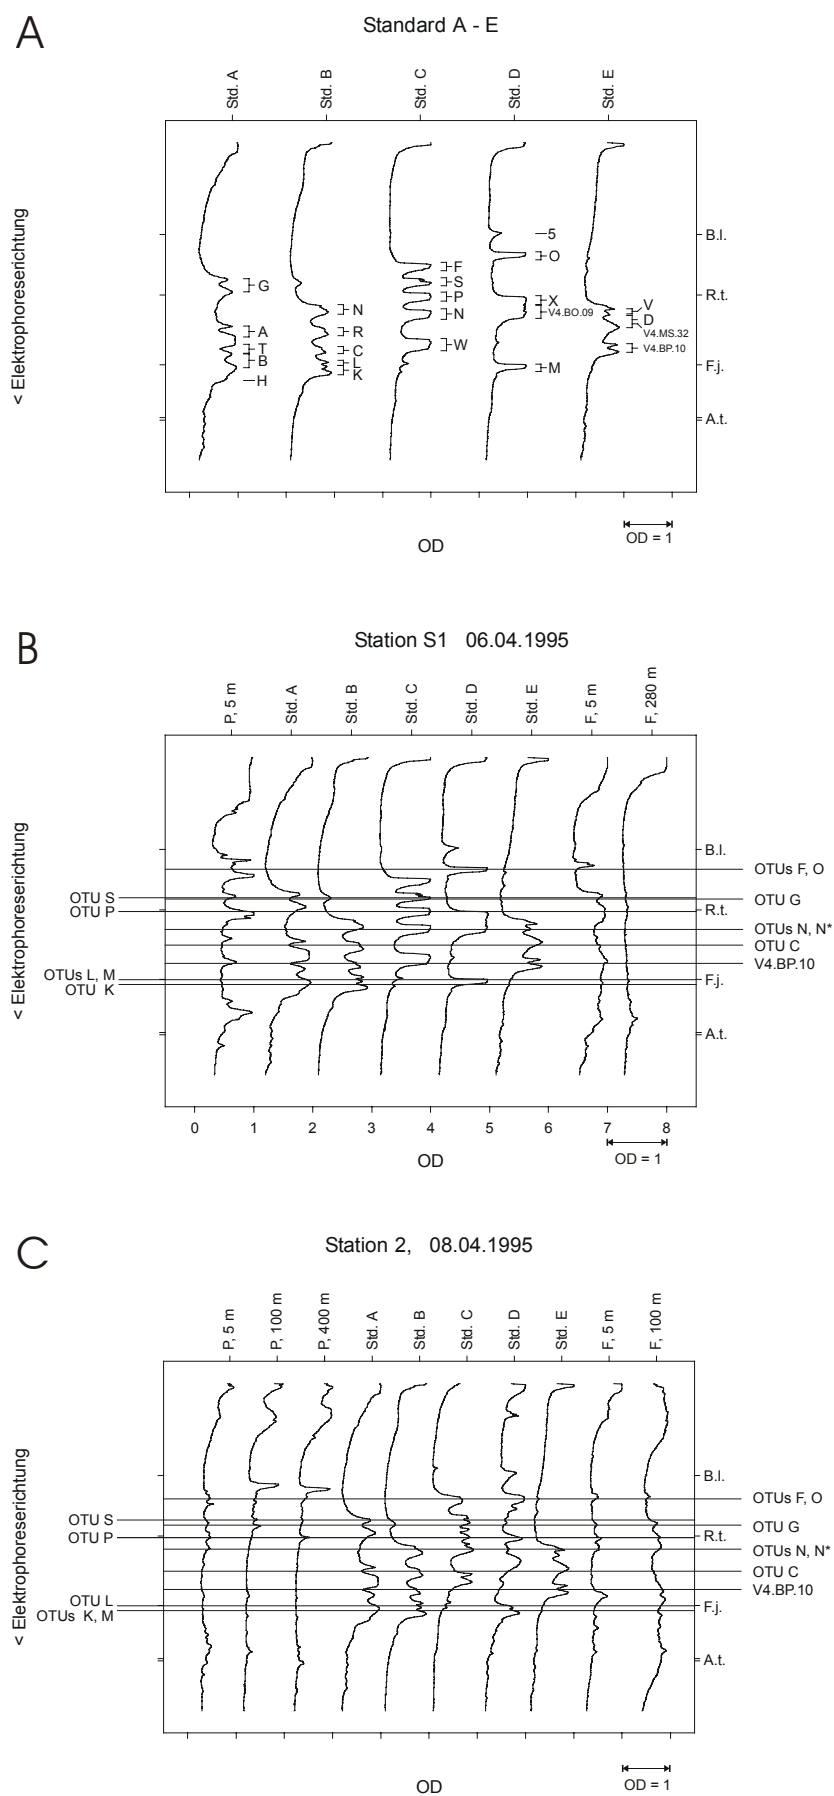 A
Standard A - E
Std. A
Std. B
Std. C
Std. D
Std. E
< Elektrophoreserichtung
5
B.l.
O
F
S
G
P
X
R.t.
N
N
V4.BO.09
V
D
A
R
V4.MS.32
T
C
W
V4.BP.10
B
L
M
F.j.
K
H
A.t.
OD
OD = 1
B
Station S1 06.04.1995
P, 5 m
Std. A
Std. B
Std. C
Std. D
Std. E
F, 5 m
F, 280 m
< Elektrophoreserichtung
B.l.
OTUs F, O
OTU S
OTU G
OTU P
R.t.
OTUs N, N*
OTU C
V4.BP.10
OTUs L, M
F.j.
OTU K
A.t.
0 1 2 3 4 5 6 7 8
OD
OD = 1
C
Station 2, 08.04.1995
P, 5 m
P, 100 m
P, 400 m
Std. A
Std. B
Std. C
Std. D
Std. E
F, 5 m
F, 100 m
< Elektrophoreserichtung
B.l.
OTUs F, O
OTU S
OTU G
OTU P
R.t.
OTUs N, N*
OTU C
V4.BP.10
OTU L
F.j.
OTUs K, M
A.t.
OD
OD = 1